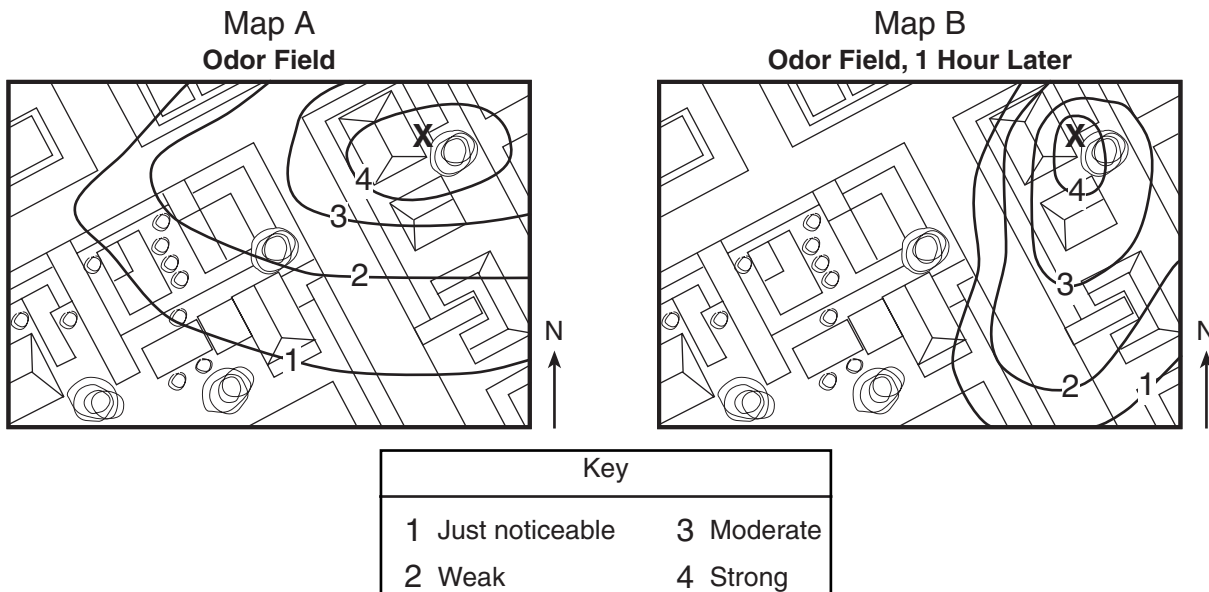 Map A
Odor Field
X
4
3
2
1
N
Map B
Odor Field, 1 Hour Later
X
4
3
2
1
N
Key
1 Just noticeable
3 Moderate
2 Weak
4 Strong